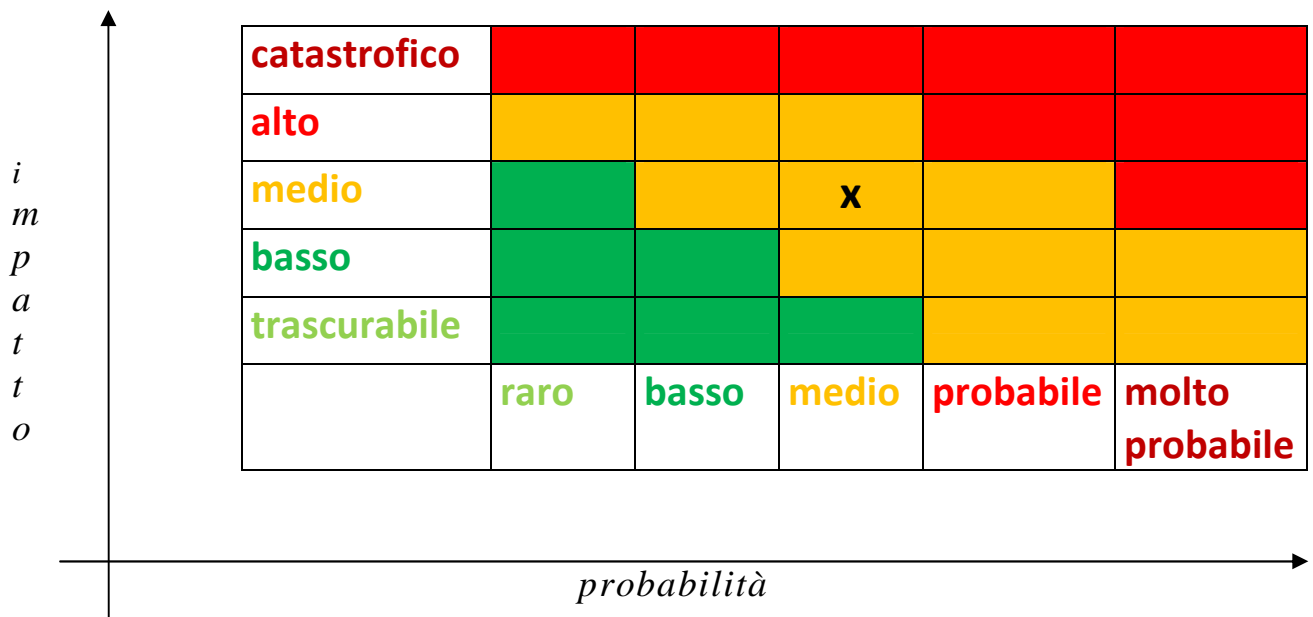 catastrofico
alto
medio x
basso
trascurabile
raro basso medio probabile molto
probabile
i
m
p
a
t
t
o
probabilità